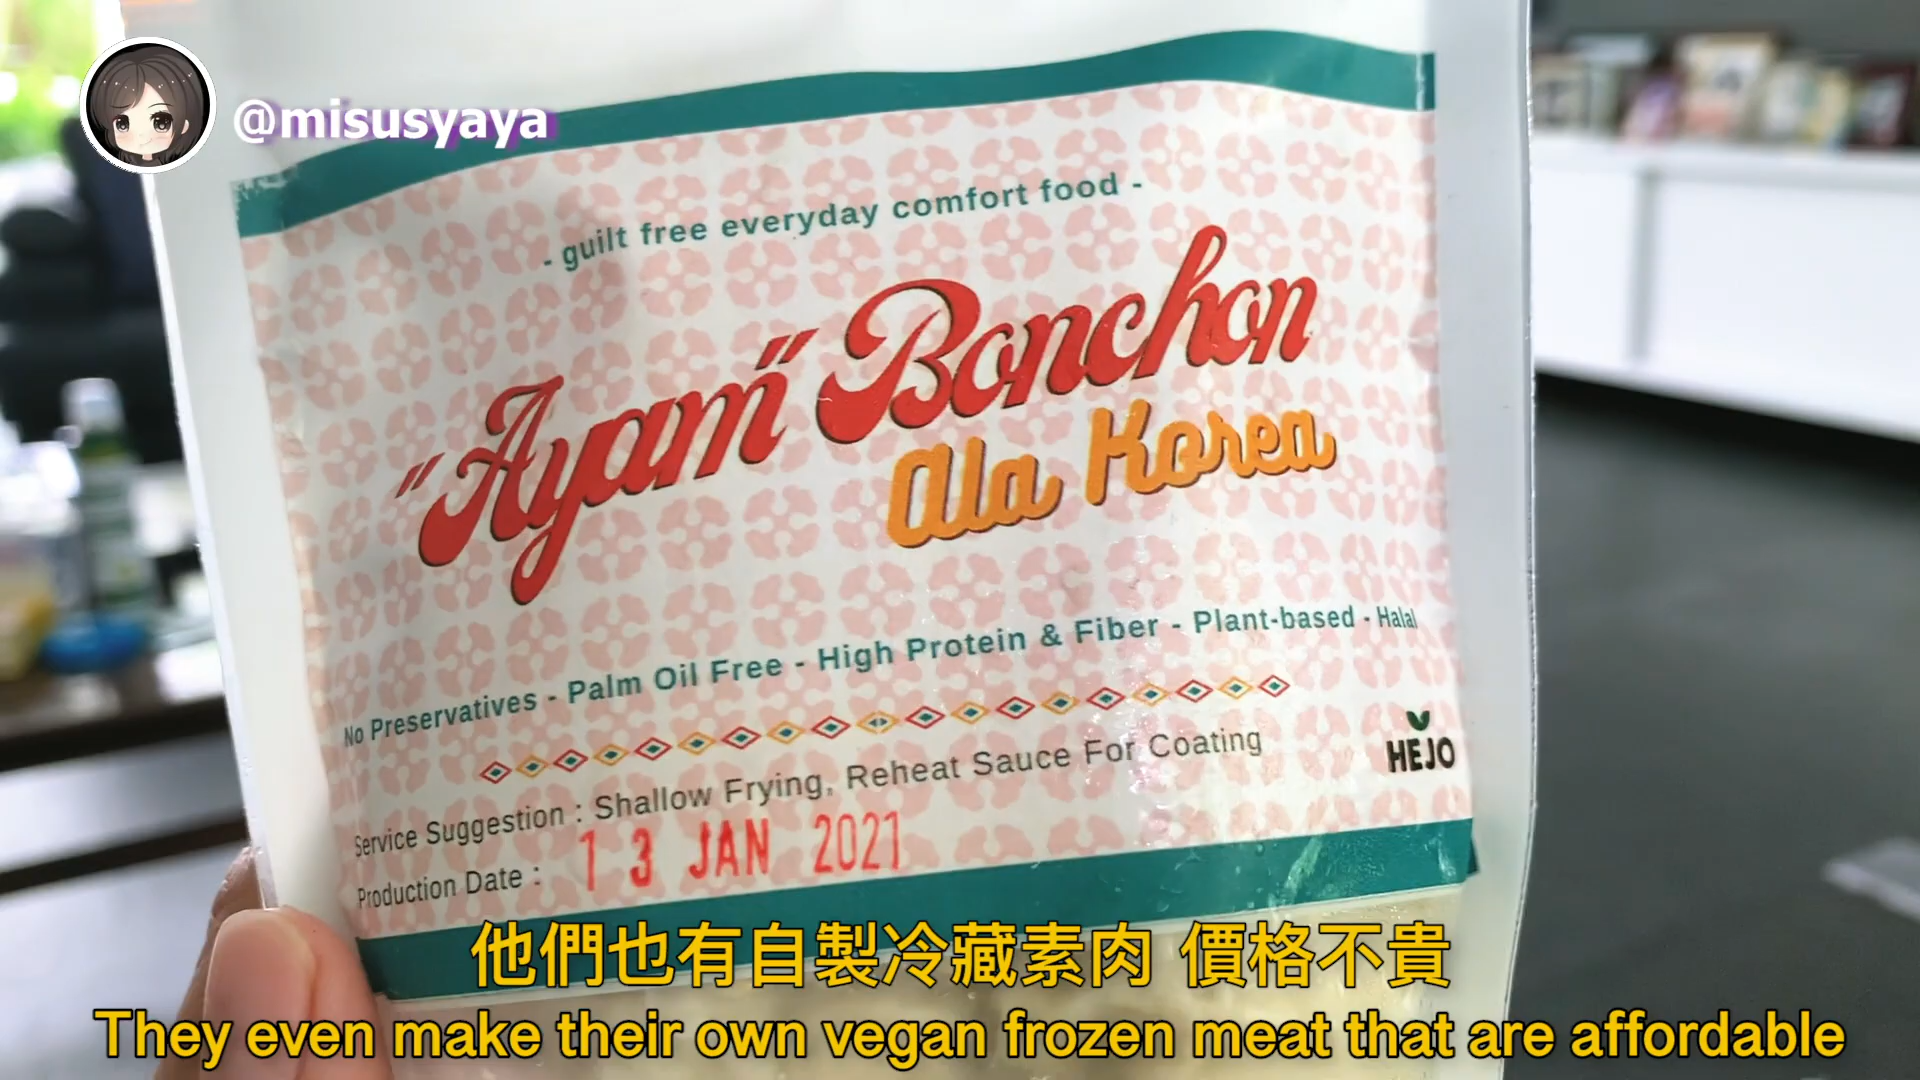 @misusyaya
- guilt free everyday comfort food -
"Ayam" Bonchon
Ala Korea
No Preservatives - Palm Oil Free - High Protein & Fiber - Plant-based - Halal
HEJO
Service Suggestion : Shallow Frying, Reheat Sauce For Coating
Production Date : 13 JAN 2021
他們也有自製冷藏素肉 價格不貴
They even make their own vegan frozen meat that are affordable